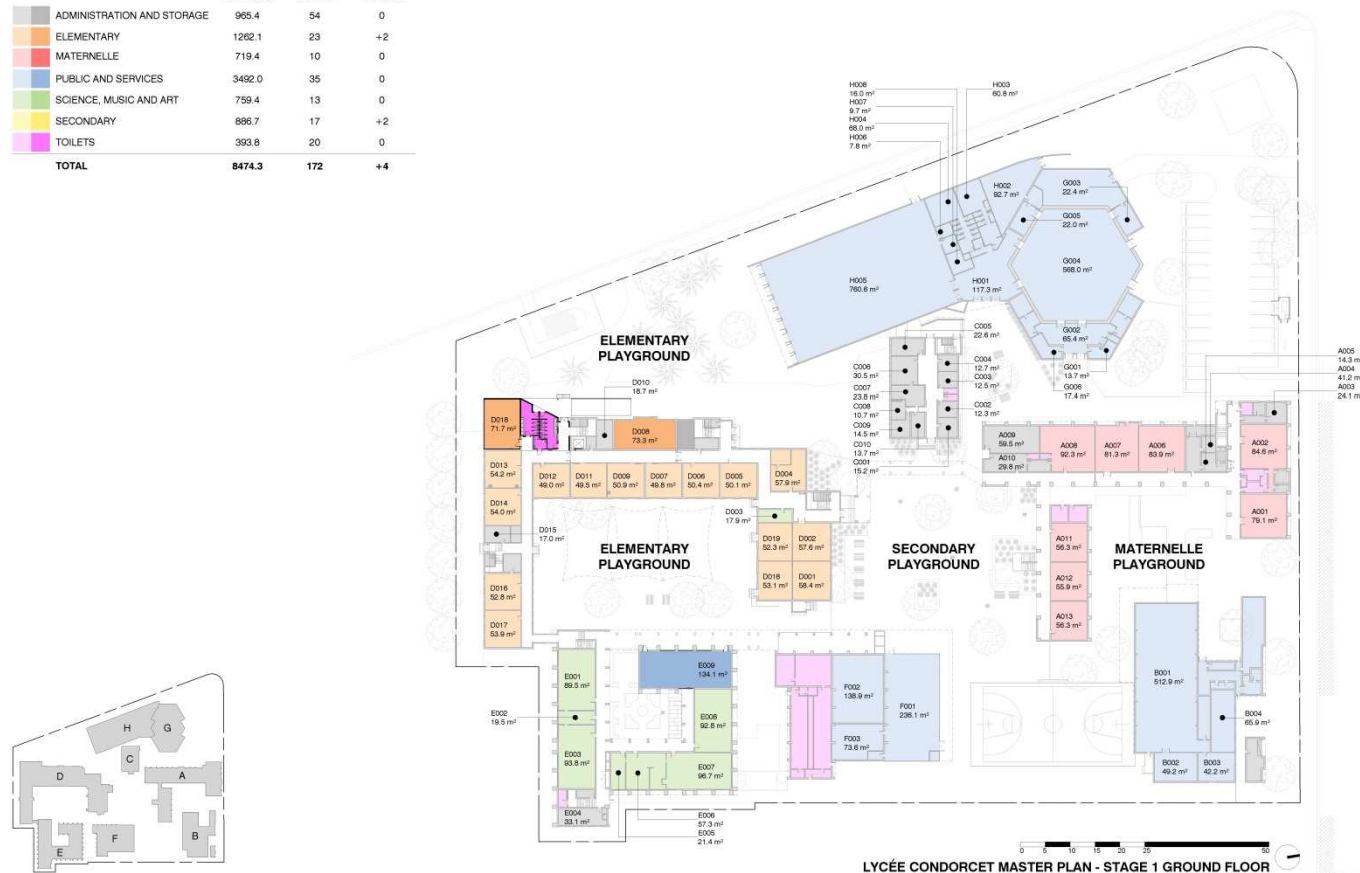 ADMINISTRATION AND STORAGE 965.4 54 0
ELEMENTARY 1262.1 23 +2
MATERNELLE 719.4 10 0
PUBLIC AND SERVICES 3492.0 35 0
SCIENCE, MUSIC AND ART 759.4 13 0
SECONDARY 886.7 17 +2
TOILETS 393.8 20 0
TOTAL 8474.3 172 +4
H008
16.0 m²
H007
9.7 m²
H004
68.0 m²
H006
7.8 m²
H003
60.8 m²
H002
92.7 m²
G003
22.4 m²
G005
22.0 m²
G004
568.0 m²
H005
760.6 m²
H001
117.3 m²
G002
65.4 m²
G001
13.7 m²
G006
17.4 m²
ELEMENTARY
PLAYGROUND
C005
22.6 m²
C006
30.5 m²
C004
12.7 m²
C003
12.5 m²
C007
23.8 m²
C008
10.7 m²
C002
12.3 m²
C009
14.5 m²
C010
13.7 m²
C001
15.2 m²
A005
14.3 m²
A004
41.2 m²
A003
24.1 m²
D010
18.7 m²
D018
71.7 m²
D008
73.3 m²
A009
59.5 m²
A010
29.8 m²
A008
92.3 m²
A007
81.3 m²
A006
83.9 m²
A002
84.6 m²
A001
79.1 m²
D013
54.2 m²
D012
49.0 m²
D011
49.5 m²
D009
50.9 m²
D007
49.8 m²
D006
50.4 m²
D005
50.1 m²
D004
57.9 m²
D014
54.0 m²
D003
17.9 m²
D015
17.0 m²
D019
52.3 m²
D002
57.6 m²
D018
53.1 m²
D001
58.4 m²
D016
52.8 m²
D017
53.9 m²
ELEMENTARY
PLAYGROUND
SECONDARY
PLAYGROUND
MATERNELLE
PLAYGROUND
A011
56.3 m²
A012
55.9 m²
A013
56.3 m²
E001
89.5 m²
E002
19.5 m²
E003
93.8 m²
E009
134.1 m²
E008
92.8 m²
E007
96.7 m²
E004
33.1 m²
E006
57.3 m²
E005
21.4 m²
F002
138.9 m²
F001
236.1 m²
F003
73.6 m²
B001
512.9 m²
B004
65.9 m²
B002
49.2 m²
B003
42.2 m²
H
G
C
D
A
F
B
E
0 5 10 15 20 25 50
LYCÉE CONDORCET MASTER PLAN - STAGE 1 GROUND FLOOR